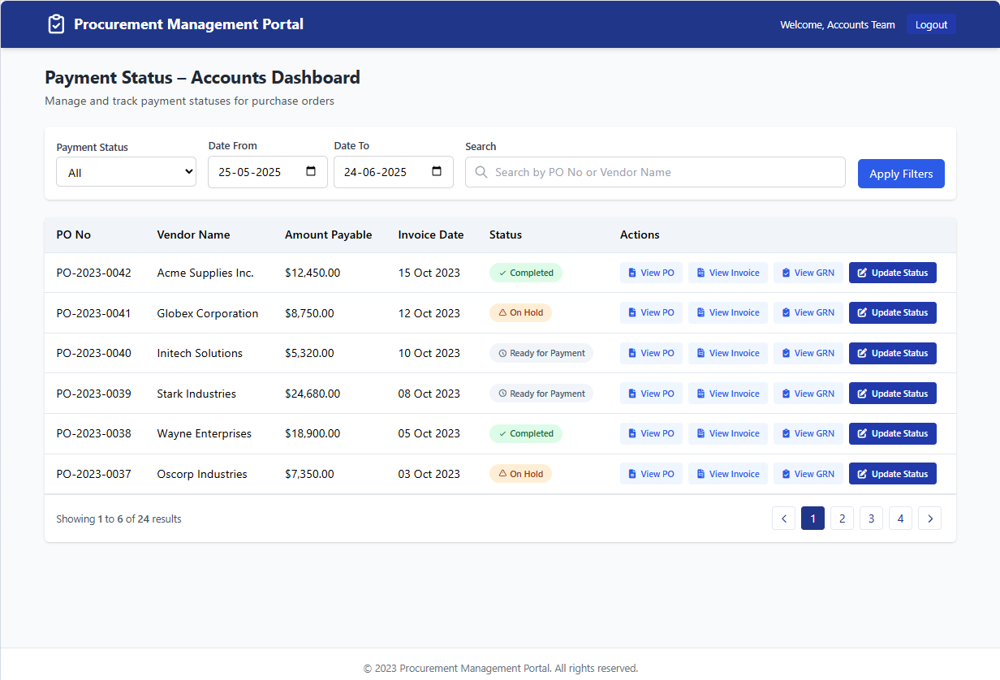 Procurement Management Portal
Welcome, Accounts Team Logout
Payment Status – Accounts Dashboard
Manage and track payment statuses for purchase orders
Payment Status Date From Date To Search
All 25-05-2025 24-06-2025 Search by PO No or Vendor Name Apply Filters
PO No Vendor Name Amount Payable Invoice Date Status Actions
PO-2023-0042 Acme Supplies Inc. $12,450.00 15 Oct 2023 Completed View PO View Invoice View GRN Update Status
PO-2023-0041 Globex Corporation $8,750.00 12 Oct 2023 On Hold View PO View Invoice View GRN Update Status
PO-2023-0040 Initech Solutions $5,320.00 10 Oct 2023 Ready for Payment View PO View Invoice View GRN Update Status
PO-2023-0039 Stark Industries $24,680.00 08 Oct 2023 Ready for Payment View PO View Invoice View GRN Update Status
PO-2023-0038 Wayne Enterprises $18,900.00 05 Oct 2023 Completed View PO View Invoice View GRN Update Status
PO-2023-0037 Oscorp Industries $7,350.00 03 Oct 2023 On Hold View PO View Invoice View GRN Update Status
Showing 1 to 6 of 24 results 1 2 3 4
© 2023 Procurement Management Portal. All rights reserved.